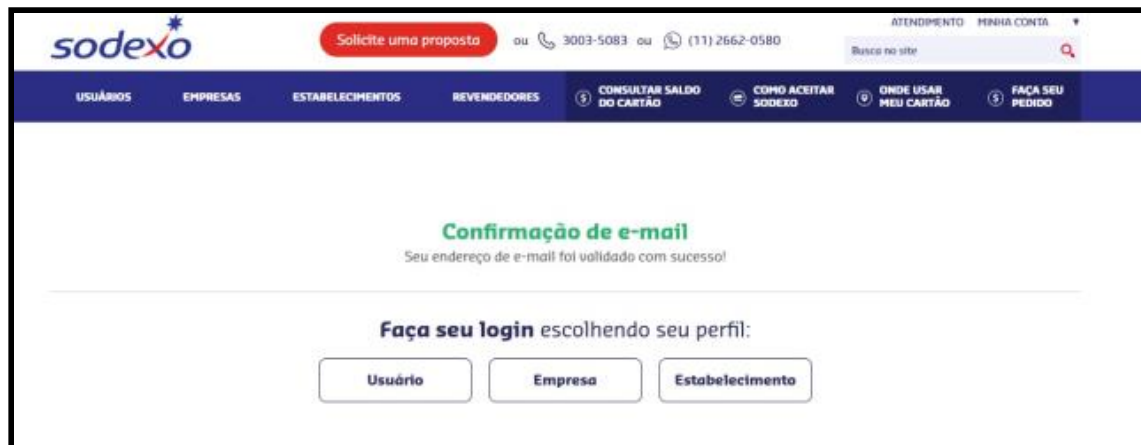 ATENDIMENTO MINHA CONTA
sodexo
Solicite uma proposta ou 3003-5083 ou (11) 2662-0580
Busca no site
USUÁRIOS EMPRESAS ESTABELECIMENTOS REVENDEDORES CONSULTAR SALDO DO CARTÃO COMO ACEITAR SODEXO ONDE USAR MEU CARTÃO FAÇA SEU PEDIDO
Confirmação de e-mail
Seu endereço de e-mail foi validado com sucesso!
Faça seu login escolhendo seu perfil:
Usuário Empresa Estabelecimento